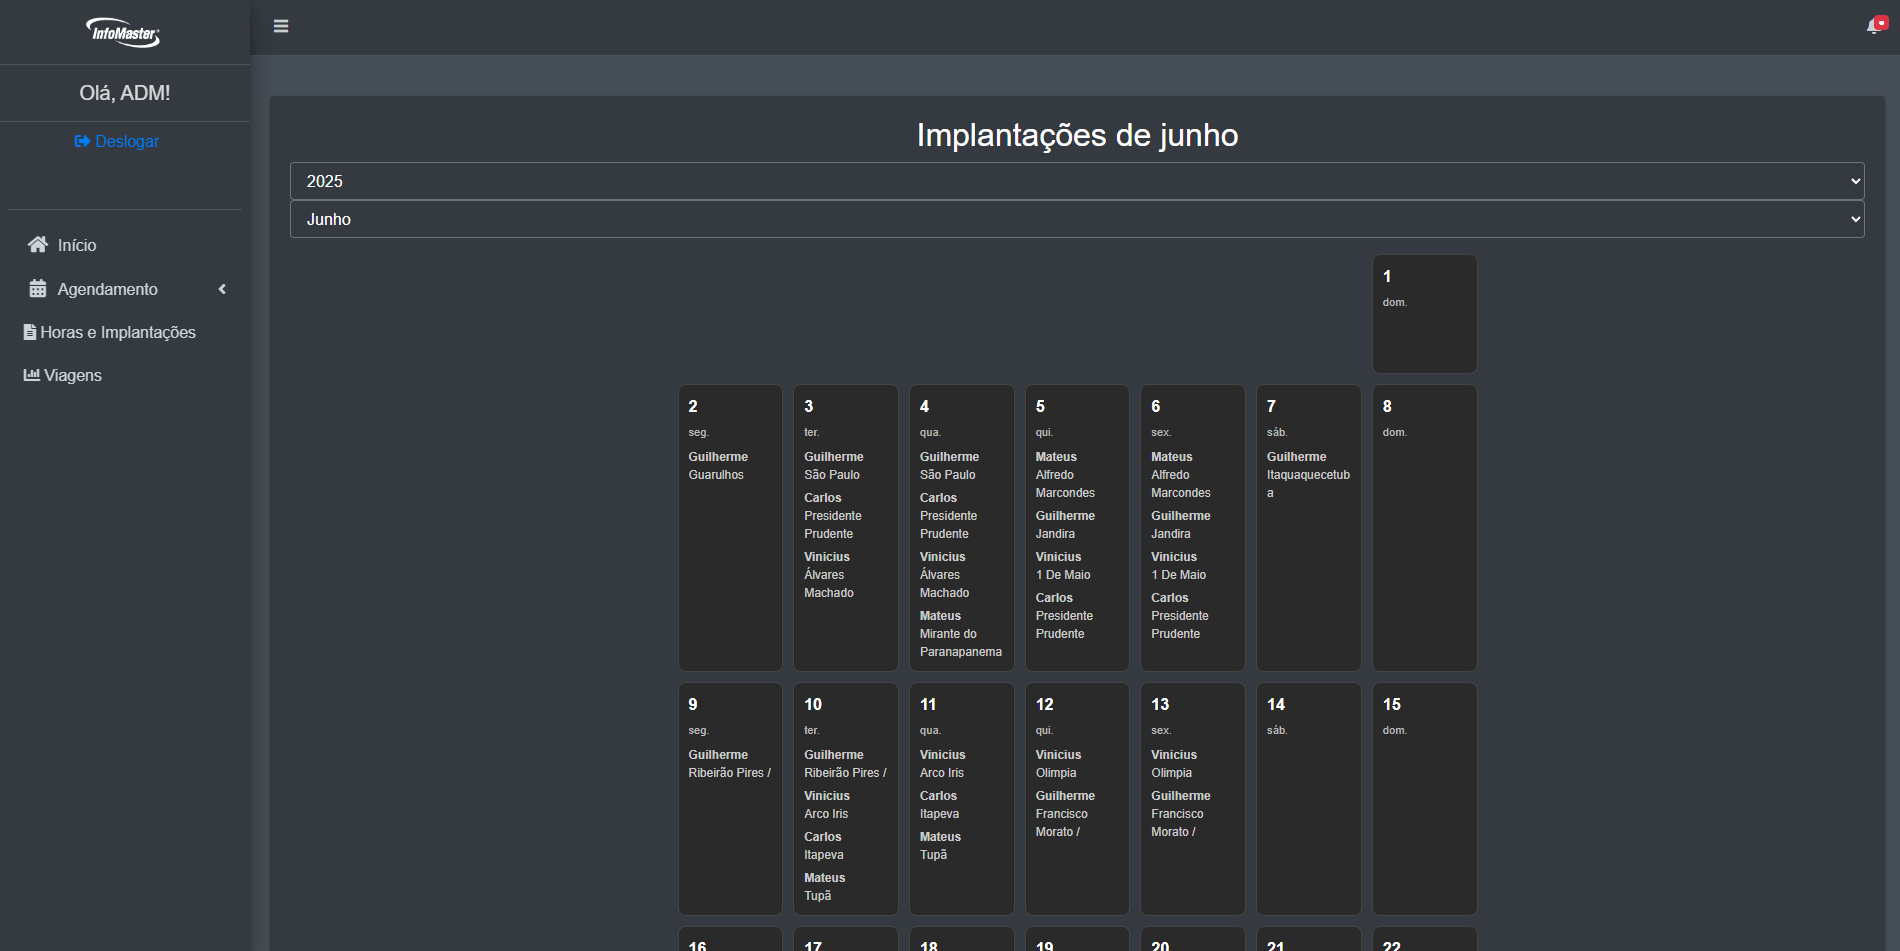 InfoMaster
Olá, ADM!
Deslogar
Início
Agendamento
Horas e Implantações
Viagens
Implantações de junho
2025
Junho
1
dom.
2
seg.
Guilherme
Guarulhos
3
ter.
Guilherme
São Paulo
Carlos
Presidente
Prudente
Vinicius
Álvares
Machado
4
qua.
Guilherme
São Paulo
Carlos
Presidente
Prudente
Vinicius
Álvares
Machado
Mateus
Mirante do
Paranapanema
5
qui.
Mateus
Alfredo
Marcondes
Guilherme
Jandira
Vinicius
1 De Maio
Carlos
Presidente
Prudente
6
sex.
Mateus
Alfredo
Marcondes
Guilherme
Jandira
Vinicius
1 De Maio
Carlos
Presidente
Prudente
7
sáb.
Guilherme
Itaquaquecetub
a
8
dom.
9
seg.
Guilherme
Ribeirão Pires /
10
ter.
Guilherme
Ribeirão Pires /
Vinicius
Arco Iris
Carlos
Itapeva
Mateus
Tupã
11
qua.
Vinicius
Arco Iris
Carlos
Itapeva
Mateus
Tupã
12
qui.
Vinicius
Olimpia
Guilherme
Francisco
Morato /
13
sex.
Vinicius
Olimpia
Guilherme
Francisco
Morato /
14
sáb.
15
dom.
16
17
18
19
20
21
22